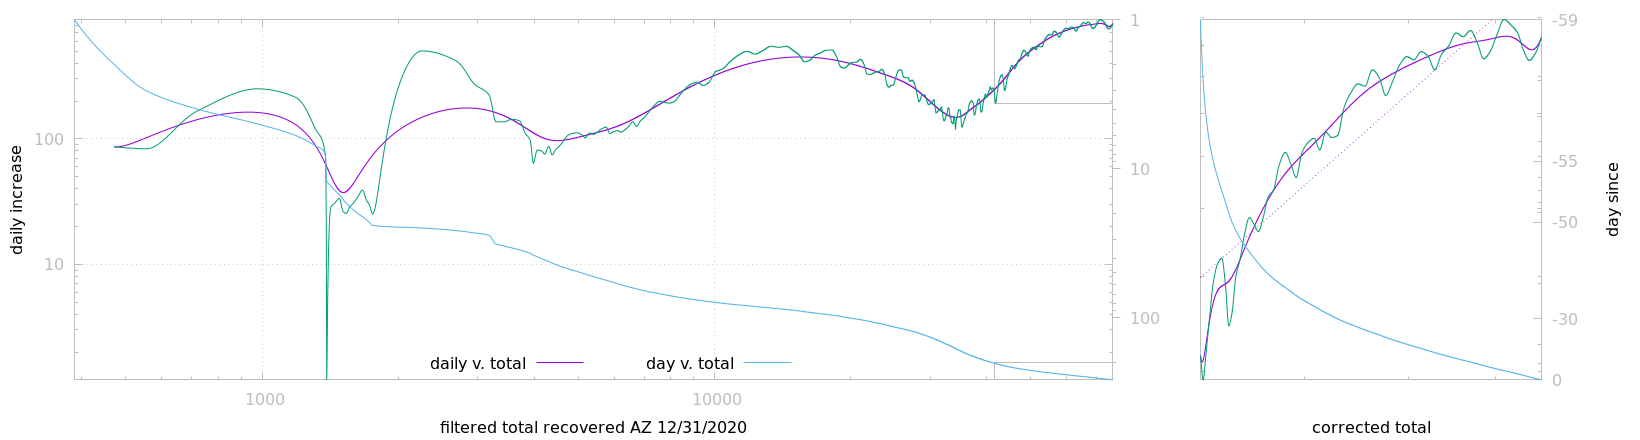 daily increase
100
10
1000
10000
1
10
100
daily v. total
day v. total
filtered total recovered AZ 12/31/2020
-59
-55
-50
-30
0
day since
corrected total